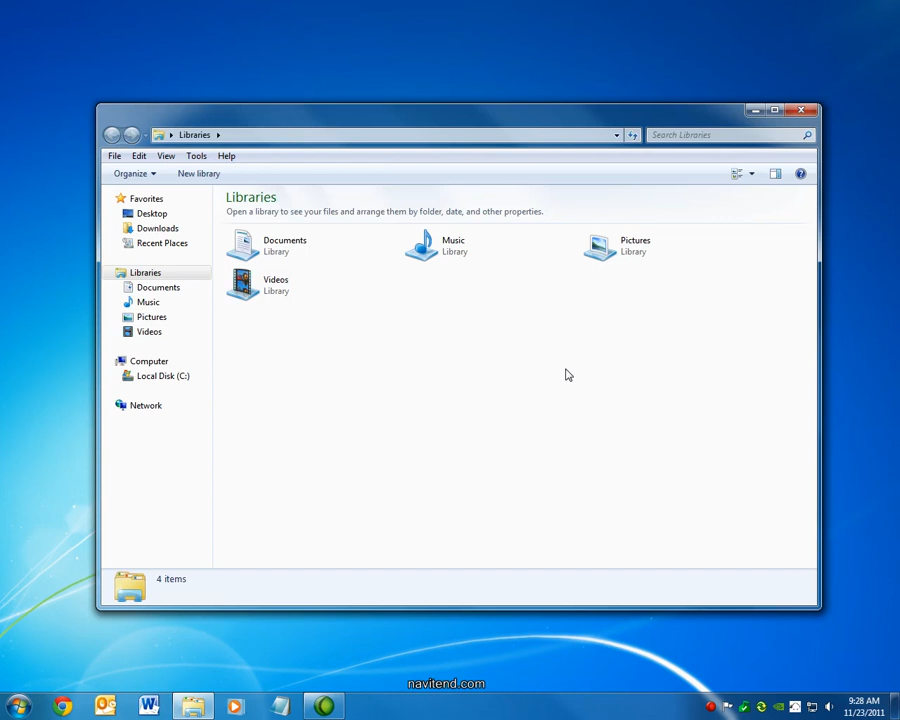 Libraries
Search Libraries
File Edit View Tools Help
Organize New library
Favorites
Desktop
Downloads
Recent Places
Libraries
Documents
Music
Pictures
Videos
Computer
Local Disk (C:)
Network
Libraries
Open a library to see your files and arrange them by folder, date, and other properties.
Documents
Library
Music
Library
Pictures
Library
Videos
Library
4 items
navitend.com
9:28 AM
11/23/2011